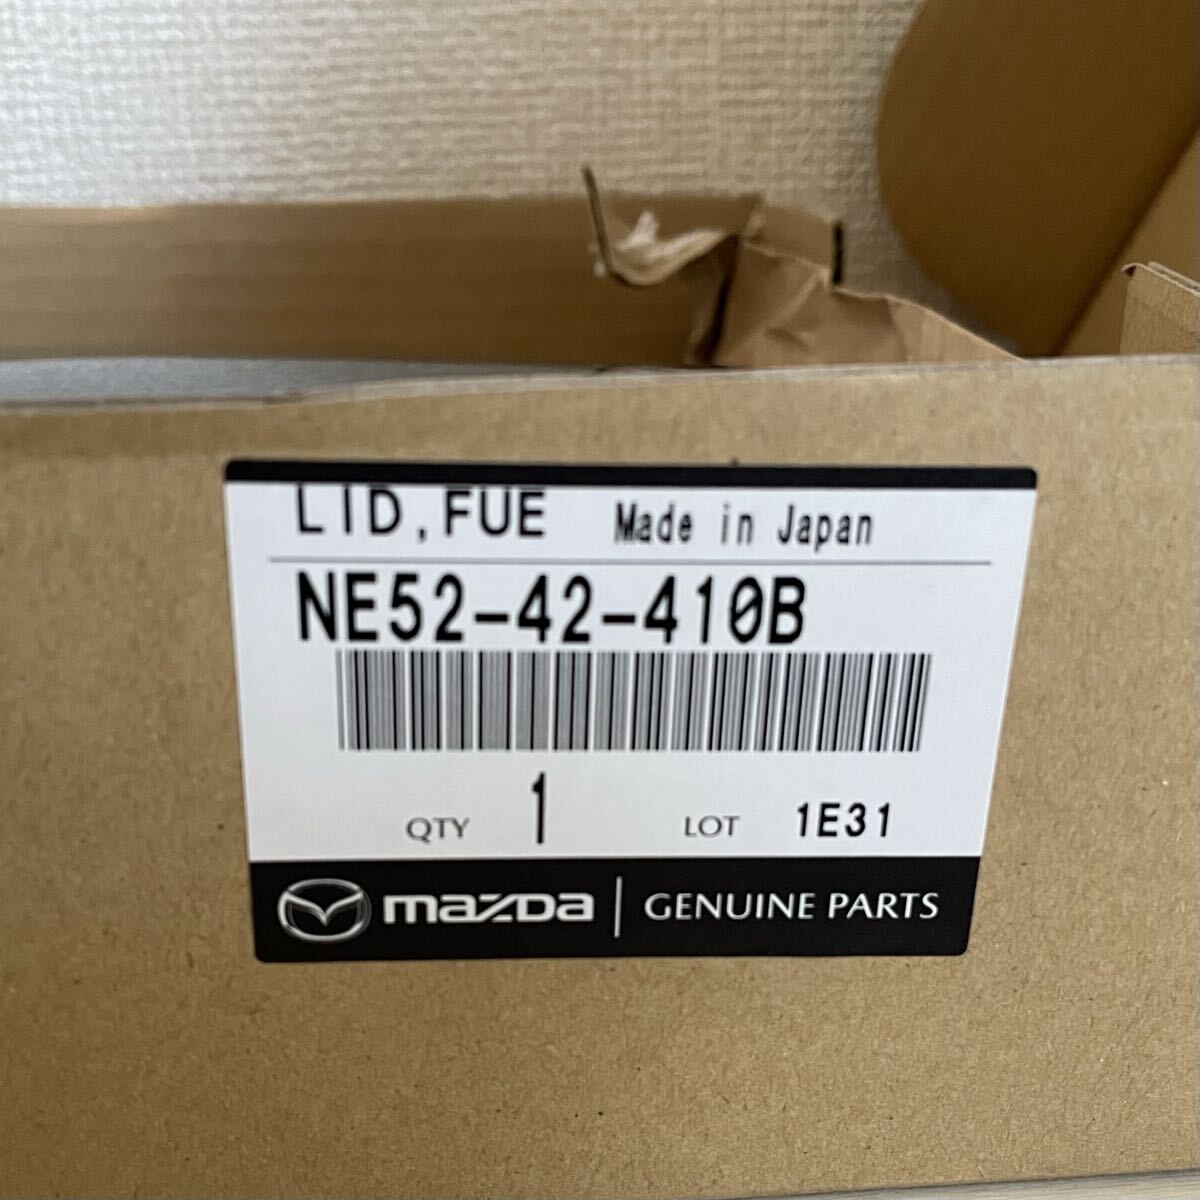 LID,FUE Made in Japan
NE52-42-410B
QTY 1 LOT 1E31
mazda GENUINE PARTS